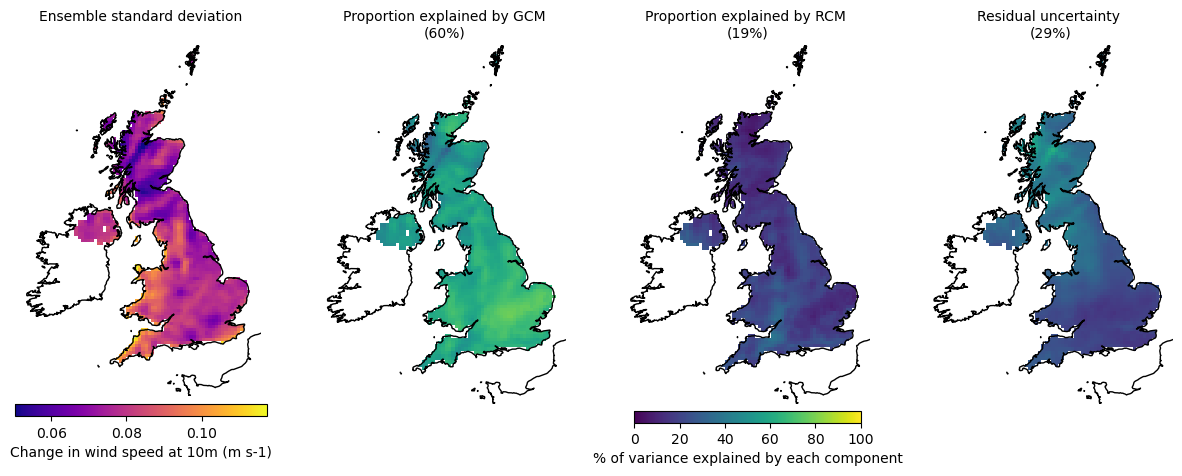 Ensemble standard deviation
Proportion explained by GCM
(60%)
Proportion explained by RCM
(19%)
Residual uncertainty
(29%)
0.06 0.08 0.10
Change in wind speed at 10m (m s-1)
0 20 40 60 80 100
% of variance explained by each component